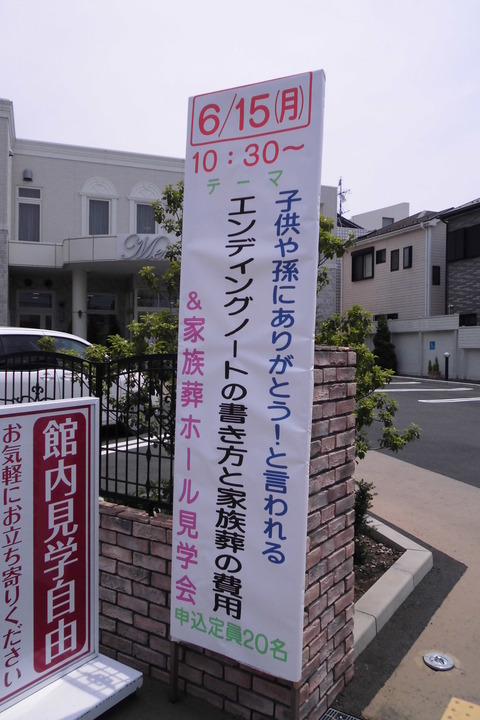 6/15(月)
10：30～
テーマ
子供や孫にありがとう！と言われる
エンディングノートの書き方と家族葬の費用
&家族葬ホール見学会
申込定員20名
館内見学自由
お気軽にお立ち寄りください